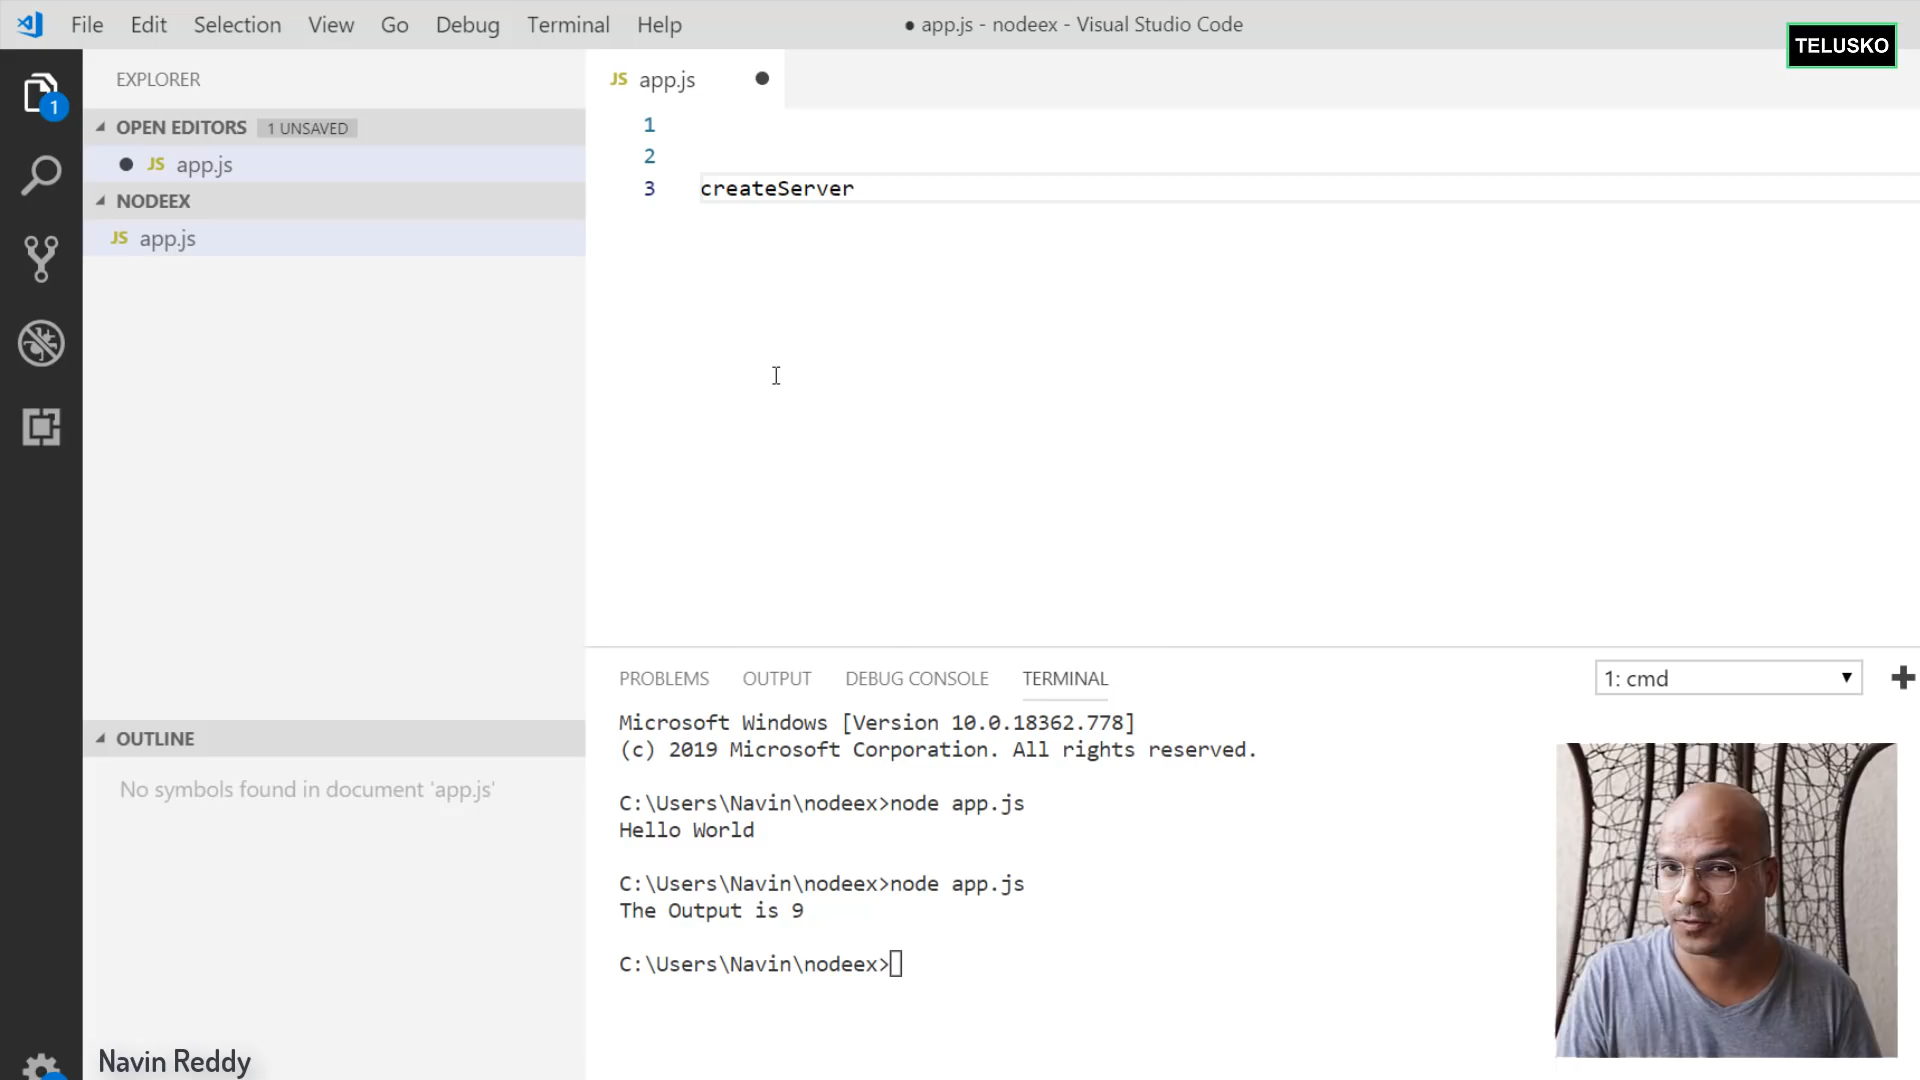 File Edit Selection View Go Debug Terminal Help
● app.js - nodeex - Visual Studio Code
TELUSKO
1
EXPLORER
OPEN EDITORS 1 UNSAVED
JS app.js
NODEEX
JS app.js
OUTLINE
No symbols found in document 'app.js'
JS app.js
1
2
3 createServer
PROBLEMS OUTPUT DEBUG CONSOLE TERMINAL
1: cmd
Microsoft Windows [Version 10.0.18362.778]
(c) 2019 Microsoft Corporation. All rights reserved.
C:\Users\Navin\nodeex>node app.js
Hello World
C:\Users\Navin\nodeex>node app.js
The Output is 9
C:\Users\Navin\nodeex>
Navin Reddy